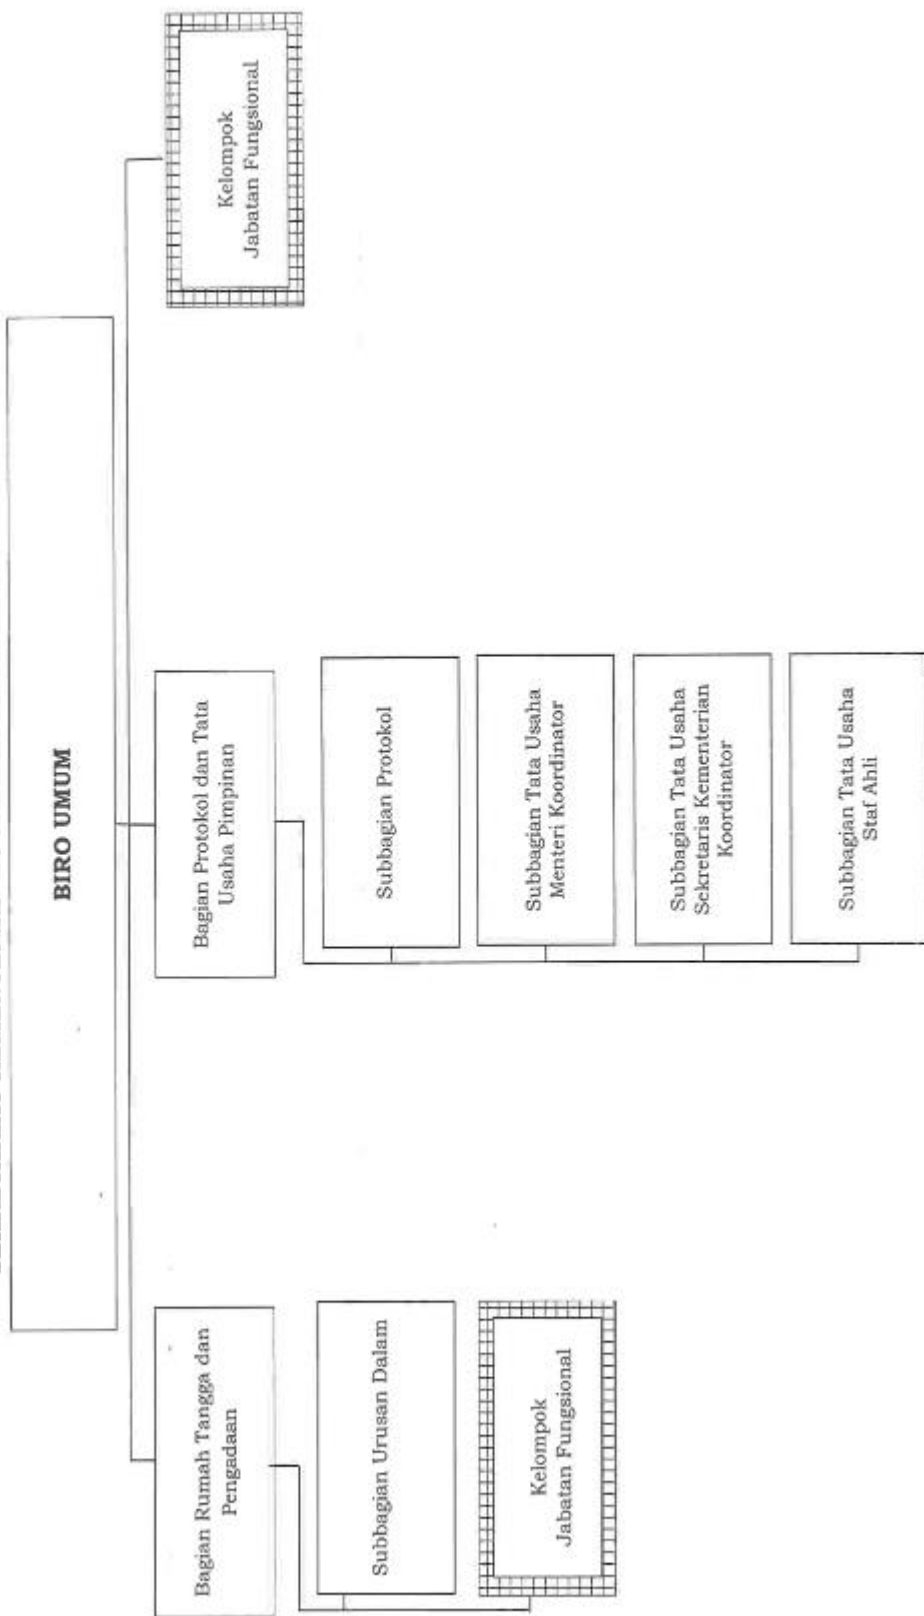 BIRO UMUM
Bagian Rumah Tangga dan
Pengadaan
Subbagian Urusan Dalam
Kelompok
Jabatan Fungsional
Bagian Protokol dan Tata
Usaha Pimpinan
Subbagian Protokol
Subbagian Tata Usaha
Menteri Koordinator
Subbagian Tata Usaha
Sekretaris Kementerian
Koordinator
Subbagian Tata Usaha
Staf Ahli
Kelompok
Jabatan Fungsional